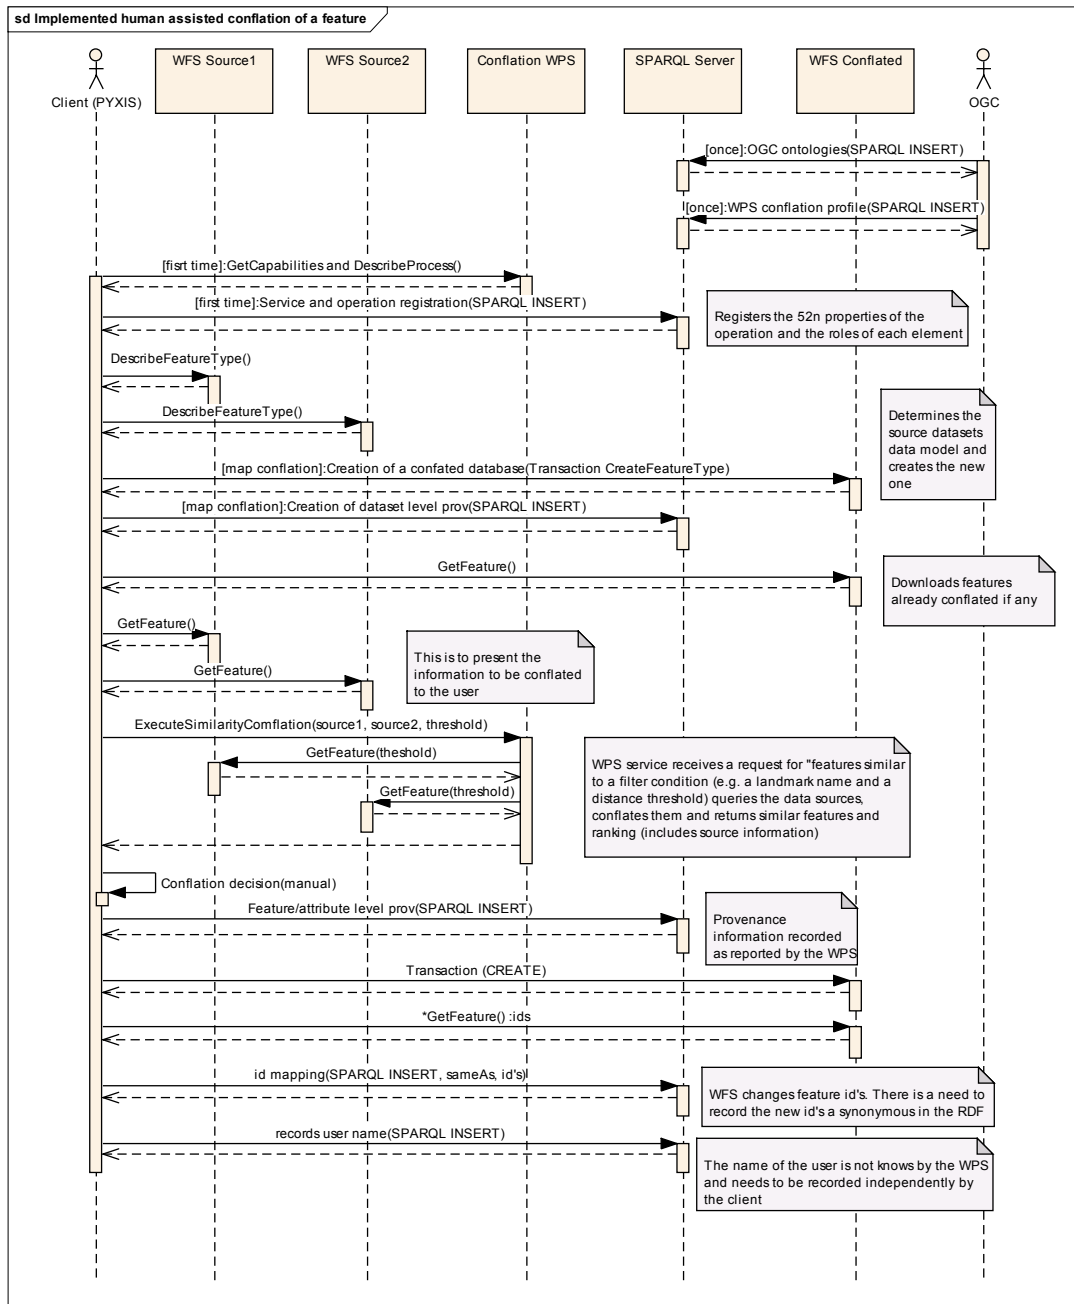 sd Implemented human assisted conflation of a feature
Client (PYXIS)
WFS Source1
WFS Source2
Conflation WPS
SPARQL Server
WFS Conflated
OGC
[once]:OGC ontologies(SPARQL INSERT)
[once]:WPS conflation profile(SPARQL INSERT)
[fisrt time]:GetCapabilities and DescribeProcess()
[first time]:Service and operation registration(SPARQL INSERT)
Registers the 52n properties of the
operation and the roles of each element
DescribeFeatureType()
DescribeFeatureType()
Determines the
source datasets
data model and
creates the new
one
[map conflation]:Creation of a confated database(Transaction CreateFeatureType)
[map conflation]:Creation of dataset level prov(SPARQL INSERT)
GetFeature()
Downloads features
already conflated if any
GetFeature()
This is to present the
information to be conflated
to the user
GetFeature()
ExecuteSimilarityComflation(source1, source2, threshold)
GetFeature(theshold)
GetFeature(threshold)
WPS service receives a request for "features similar
to a filter condition (e.g. a landmark name and a
distance threshold) queries the data sources,
conflates them and returns similar features and
ranking (includes source information)
Conflation decision(manual)
Feature/attribute level prov(SPARQL INSERT)
Provenance
information recorded
as reported by the WPS
Transaction (CREATE)
*GetFeature() :ids
id mapping(SPARQL INSERT, sameAs, id's)
WFS changes feature id's. There is a need to
record the new id's a synonymous in the RDF
records user name(SPARQL INSERT)
The name of the user is not knows by the WPS
and needs to be recorded independently by
the client